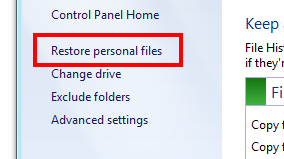 Control Panel Home
Restore personal files
Change drive
Exclude folders
Advanced settings
Keep
File His
if they'r
Fi
Copy f
Copy f